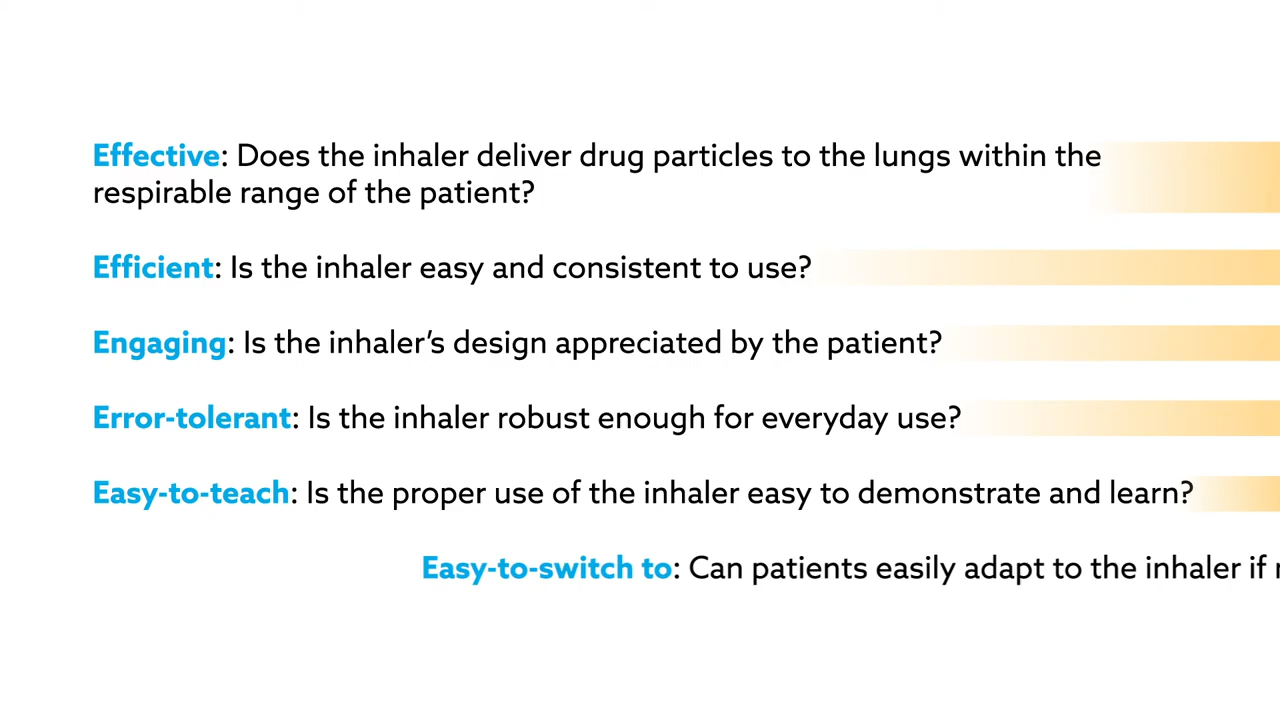 Effective: Does the inhaler deliver drug particles to the lungs within the
respirable range of the patient?
Efficient: Is the inhaler easy and consistent to use?
Engaging: Is the inhaler’s design appreciated by the patient?
Error-tolerant: Is the inhaler robust enough for everyday use?
Easy-to-teach: Is the proper use of the inhaler easy to demonstrate and learn?
Easy-to-switch to: Can patients easily adapt to the inhaler if